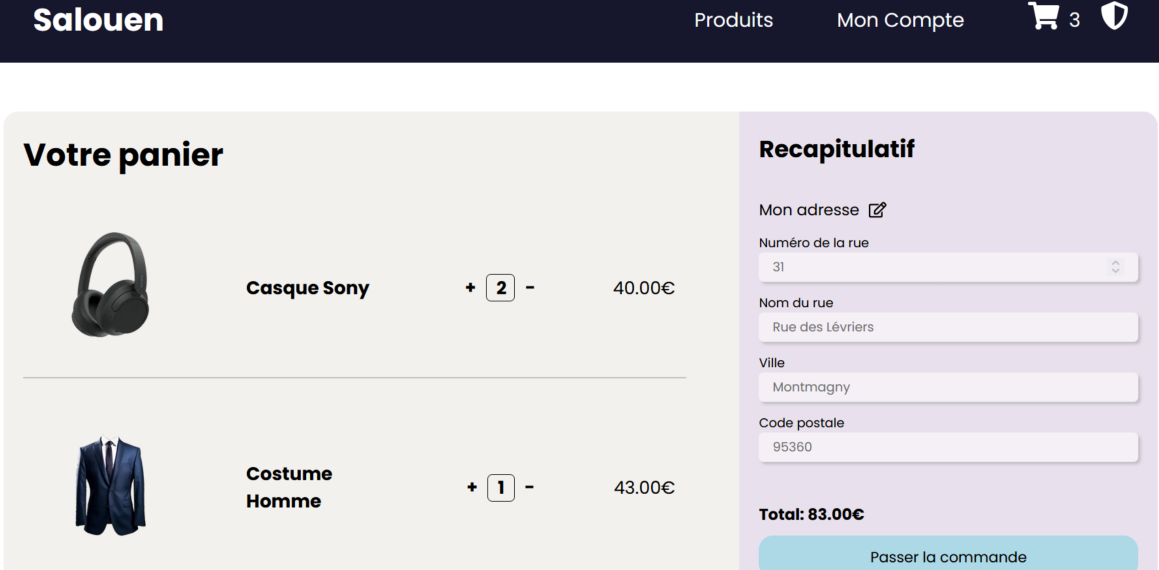 Salouen
Produits
Mon Compte
3
Votre panier
Casque Sony
+ 2 -
40.00€
Costume
Homme
+ 1 -
43.00€
Recapitulatif
Mon adresse
Numéro de la rue
31
Nom du rue
Rue des Lévriers
Ville
Montmagny
Code postale
95360
Total: 83.00€
Passer la commande